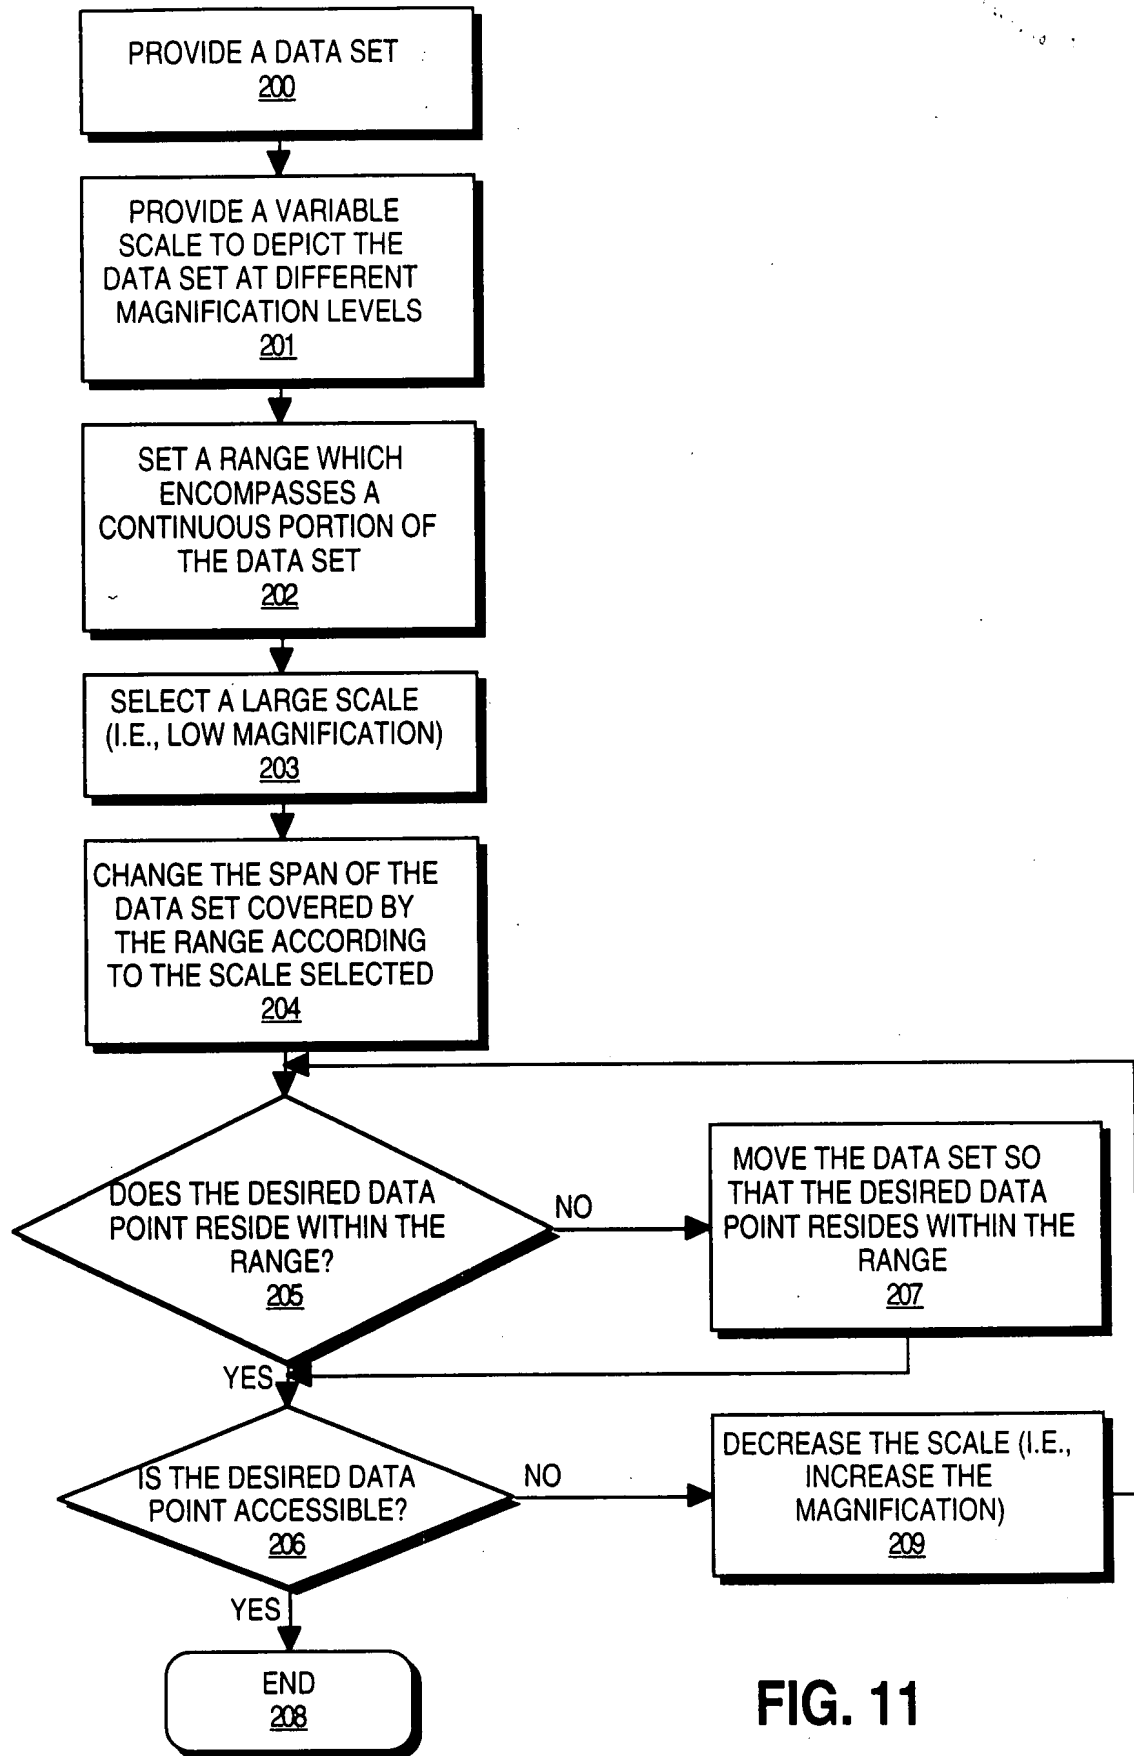 PROVIDE A DATA SET
200
PROVIDE A VARIABLE
SCALE TO DEPICT THE
DATA SET AT DIFFERENT
MAGNIFICATION LEVELS
201
SET A RANGE WHICH
ENCOMPASSES A
CONTINUOUS PORTION OF
THE DATA SET
202
SELECT A LARGE SCALE
(I.E., LOW MAGNIFICATION)
203
CHANGE THE SPAN OF THE
DATA SET COVERED BY
THE RANGE ACCORDING
TO THE SCALE SELECTED
204
DOES THE DESIRED DATA
POINT RESIDE WITHIN THE
RANGE?
205
NO
MOVE THE DATA SET SO
THAT THE DESIRED DATA
POINT RESIDES WITHIN THE
RANGE
207
YES
IS THE DESIRED DATA
POINT ACCESSIBLE?
206
NO
DECREASE THE SCALE (I.E.,
INCREASE THE
MAGNIFICATION)
209
YES
END
208
FIG. 11